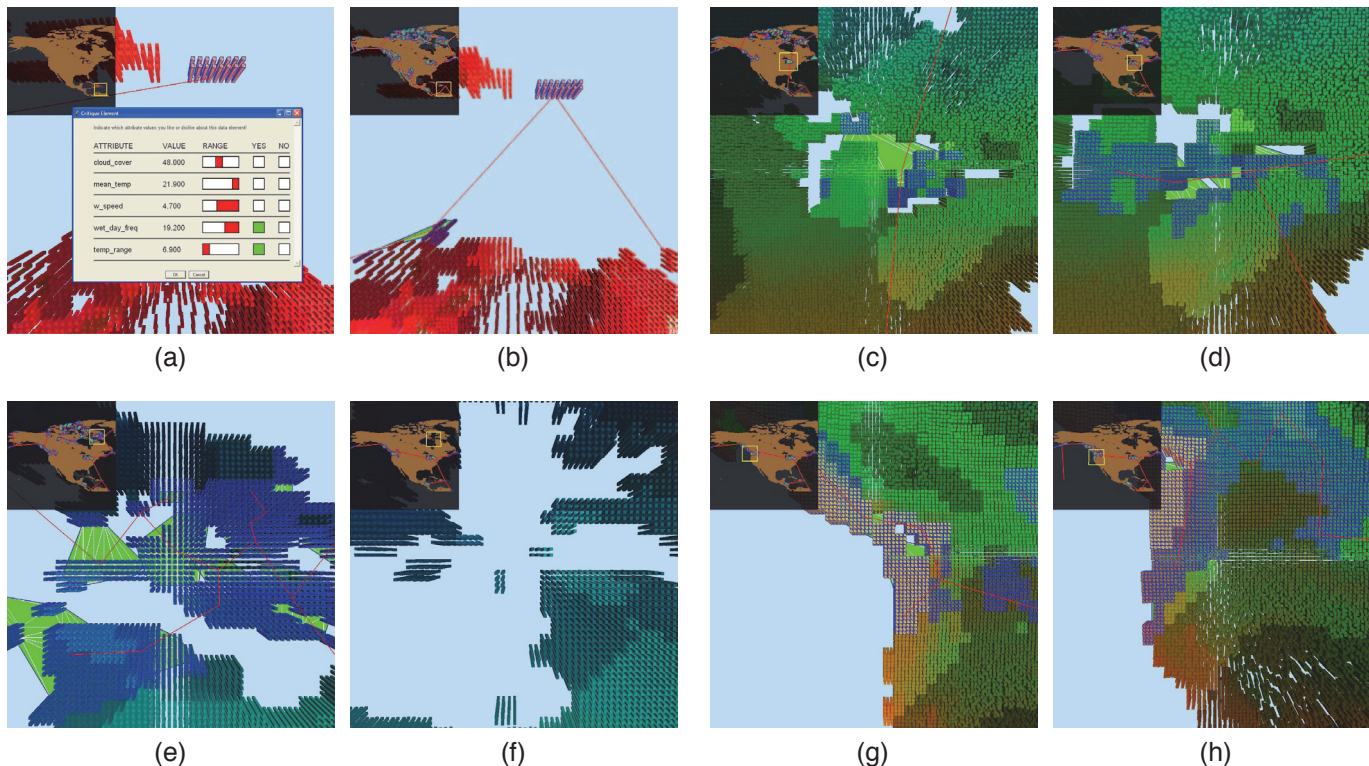 Critique Element
Indicate which attribute values you like or dislike about this data element!
ATTRIBUTE VALUE RANGE YES NO
cloud_cover 48.000
mean_temp 21.900
w_speed 4.700
wet_day_freq 19.200
temp_range 6.900
OK Cancel
(a) (b) (c) (d)
(e) (f) (g) (h)